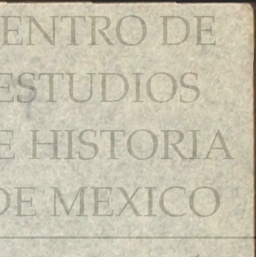 ENTRO DE
ESTUDIOS
E HISTORIA
DE MEXICO